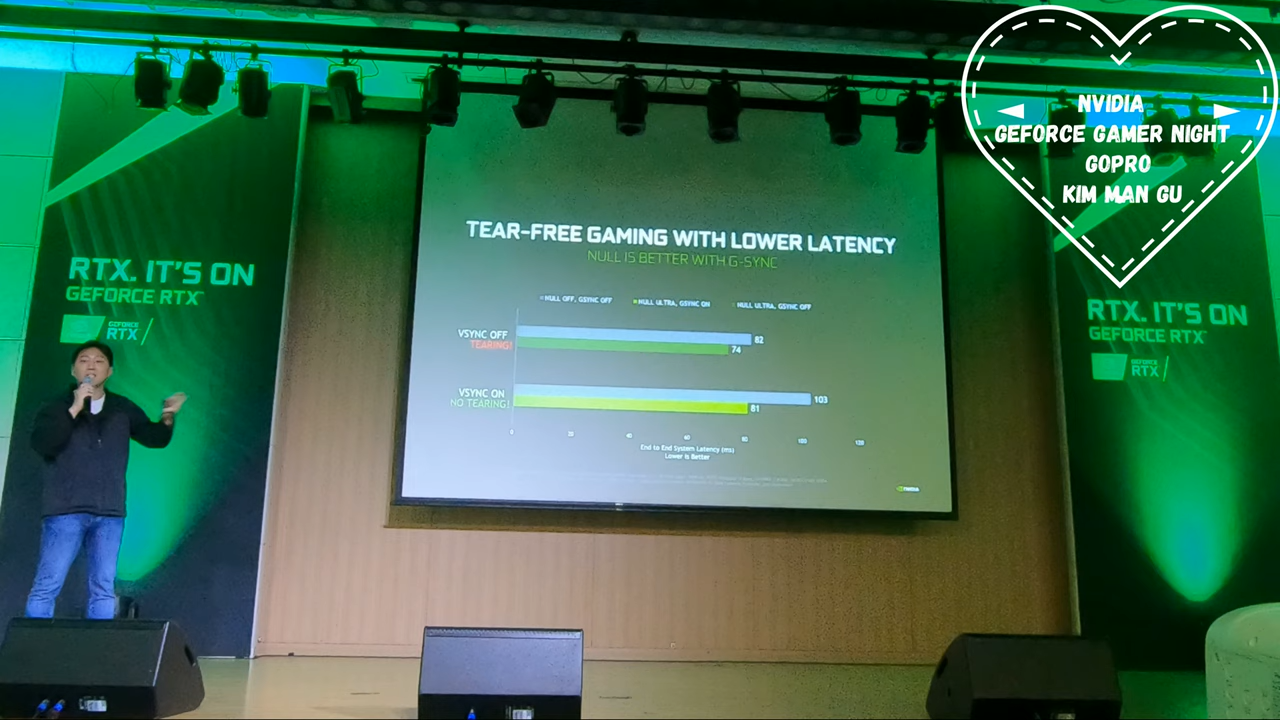 NVIDIA
GEFORCE GAMER NIGHT
GOPRO
KIM MAN GU
RTX. IT'S ON
GEFORCE RTX
GEFORCE
RTX
TEAR-FREE GAMING WITH LOWER LATENCY
NULL IS BETTER WITH G-SYNC
NULL OFF, GSYNC OFF
NULL ULTRA, GSYNC ON
NULL ULTRA, GSYNC OFF
VSYNC OFF
TEARING!
82
74
VSYNC ON
NO TEARING!
103
81
0
20
40
60
80
100
120
End to End System Latency (ms)
Lower is Better
NVIDIA
RTX. IT'S ON
GEFORCE RTX
GEFORCE
RTX